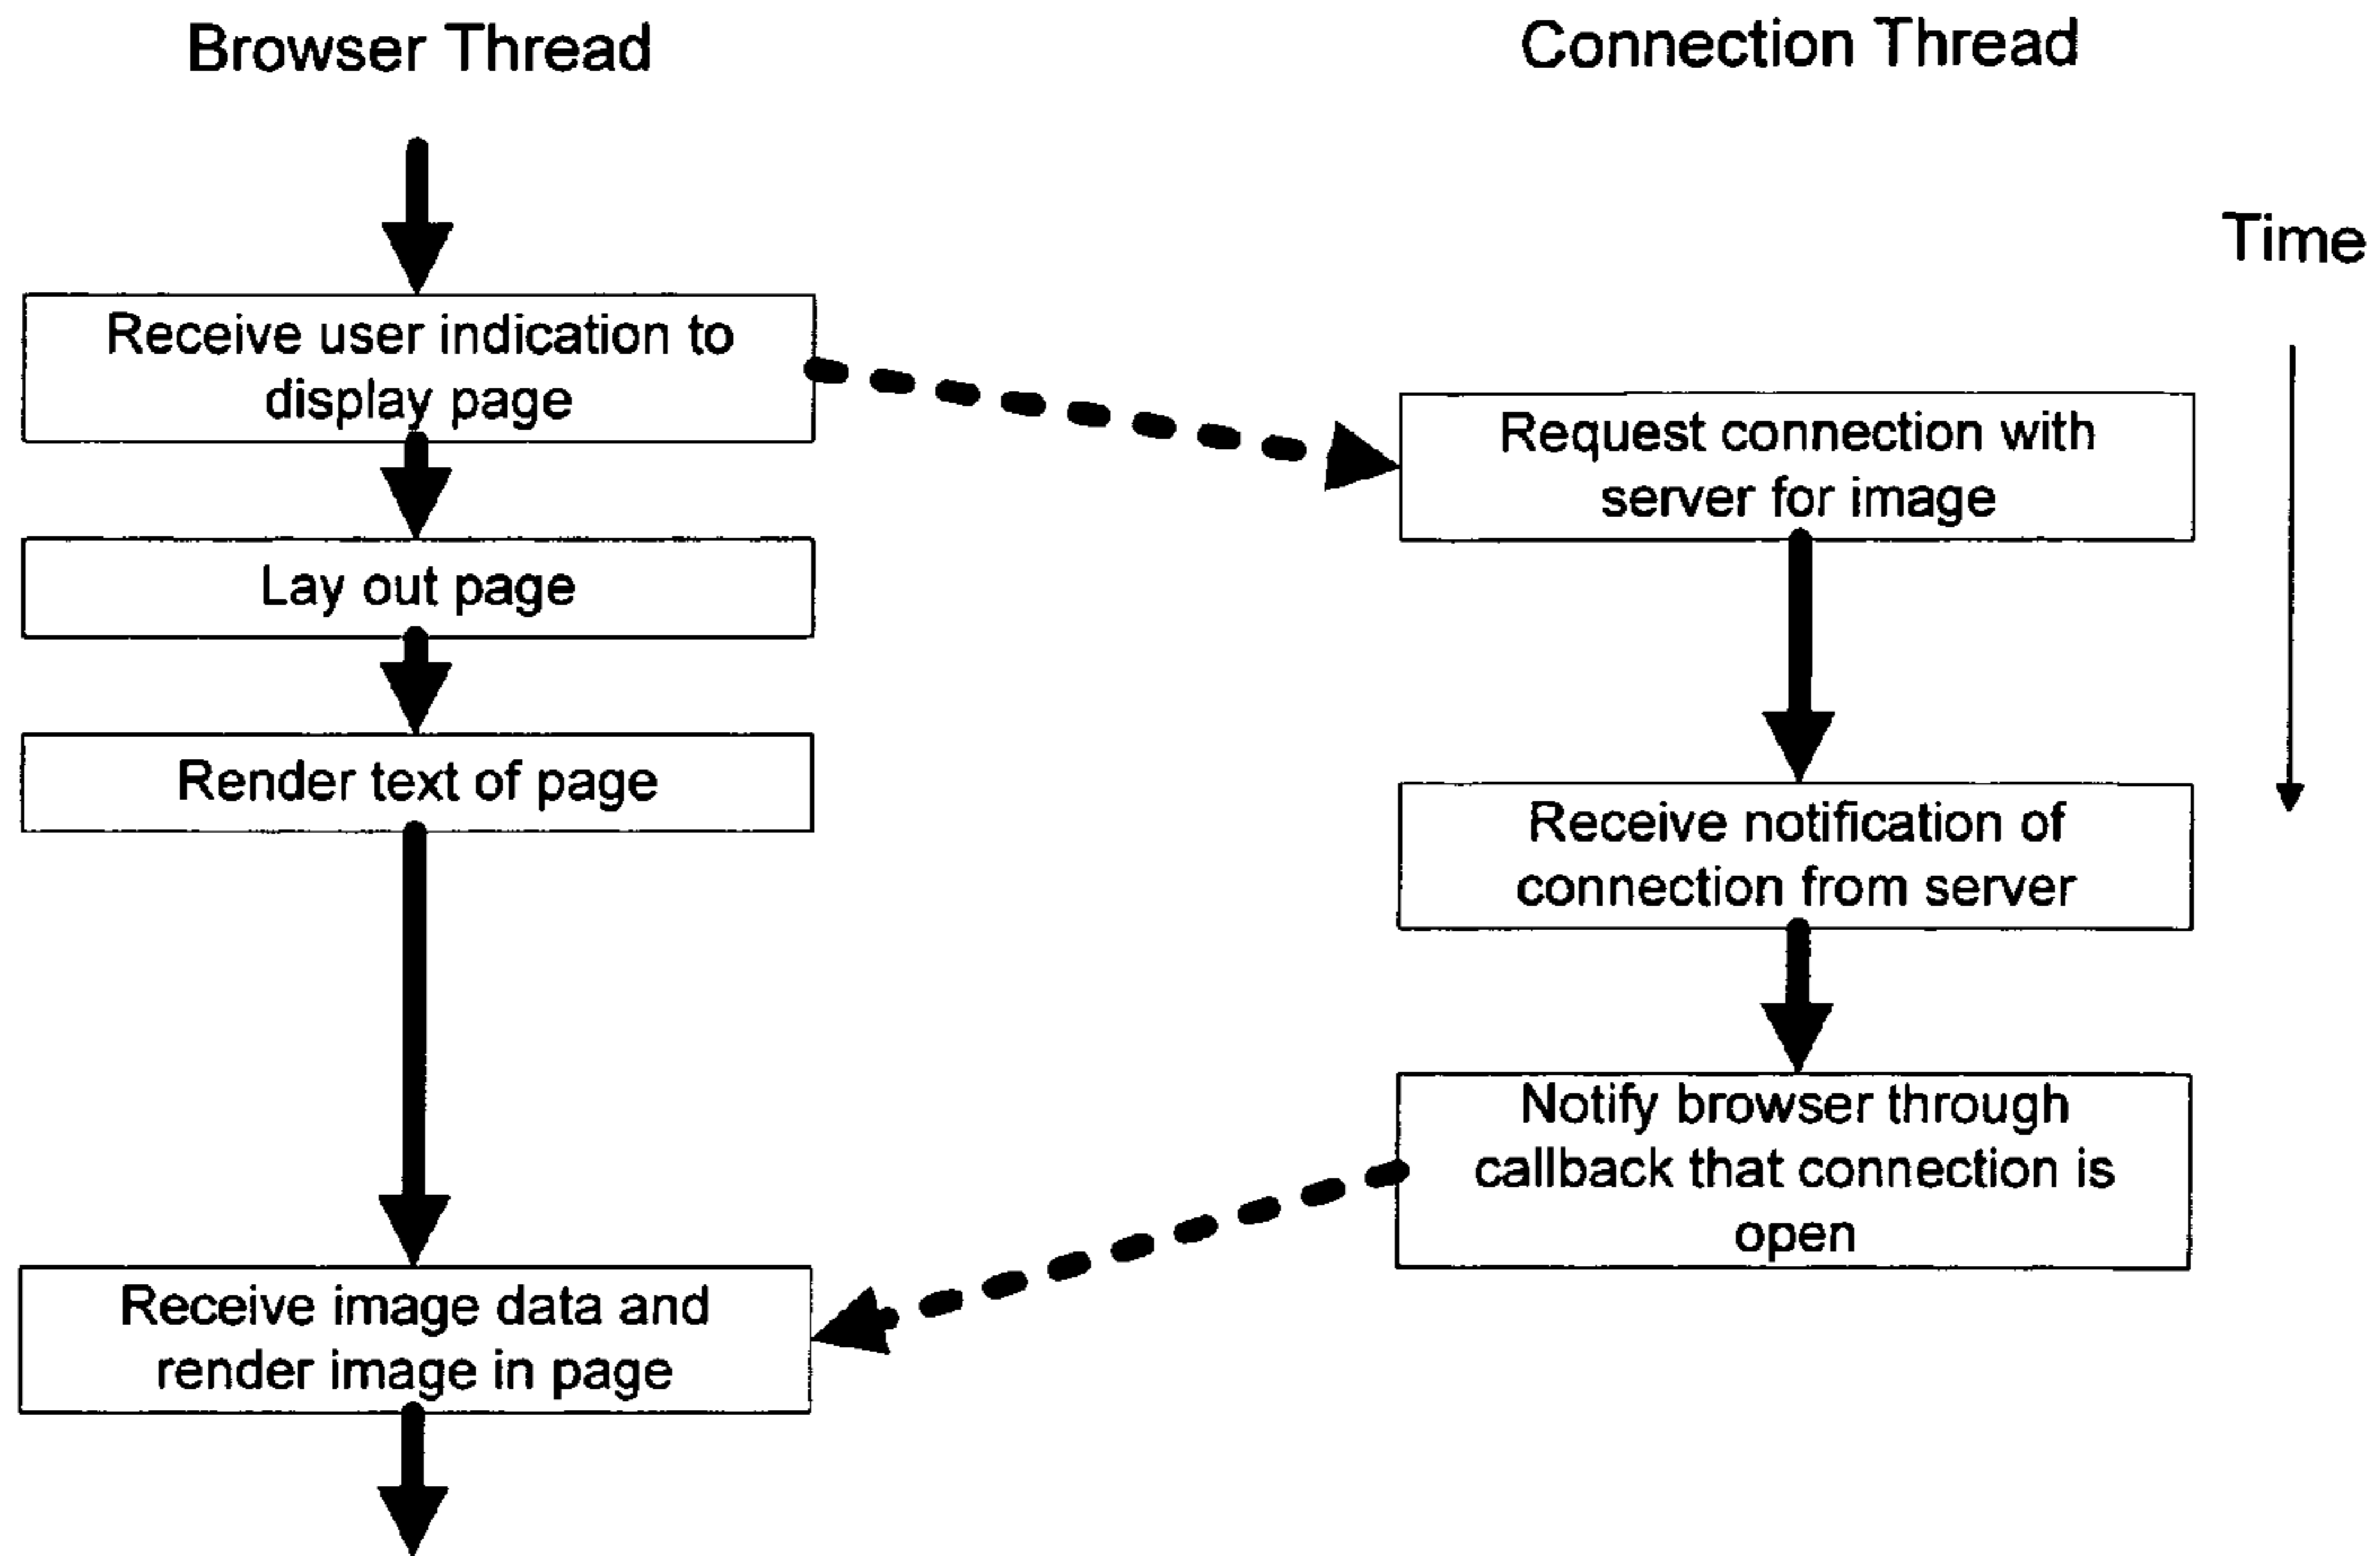 Browser Thread
Connection Thread
Time
Receive user indication to
display page
Request connection with
server for image
Lay out page
Render text of page
Receive notification of
connection from server
Notify browser through
callback that connection is
open
Receive image data and
render image in page